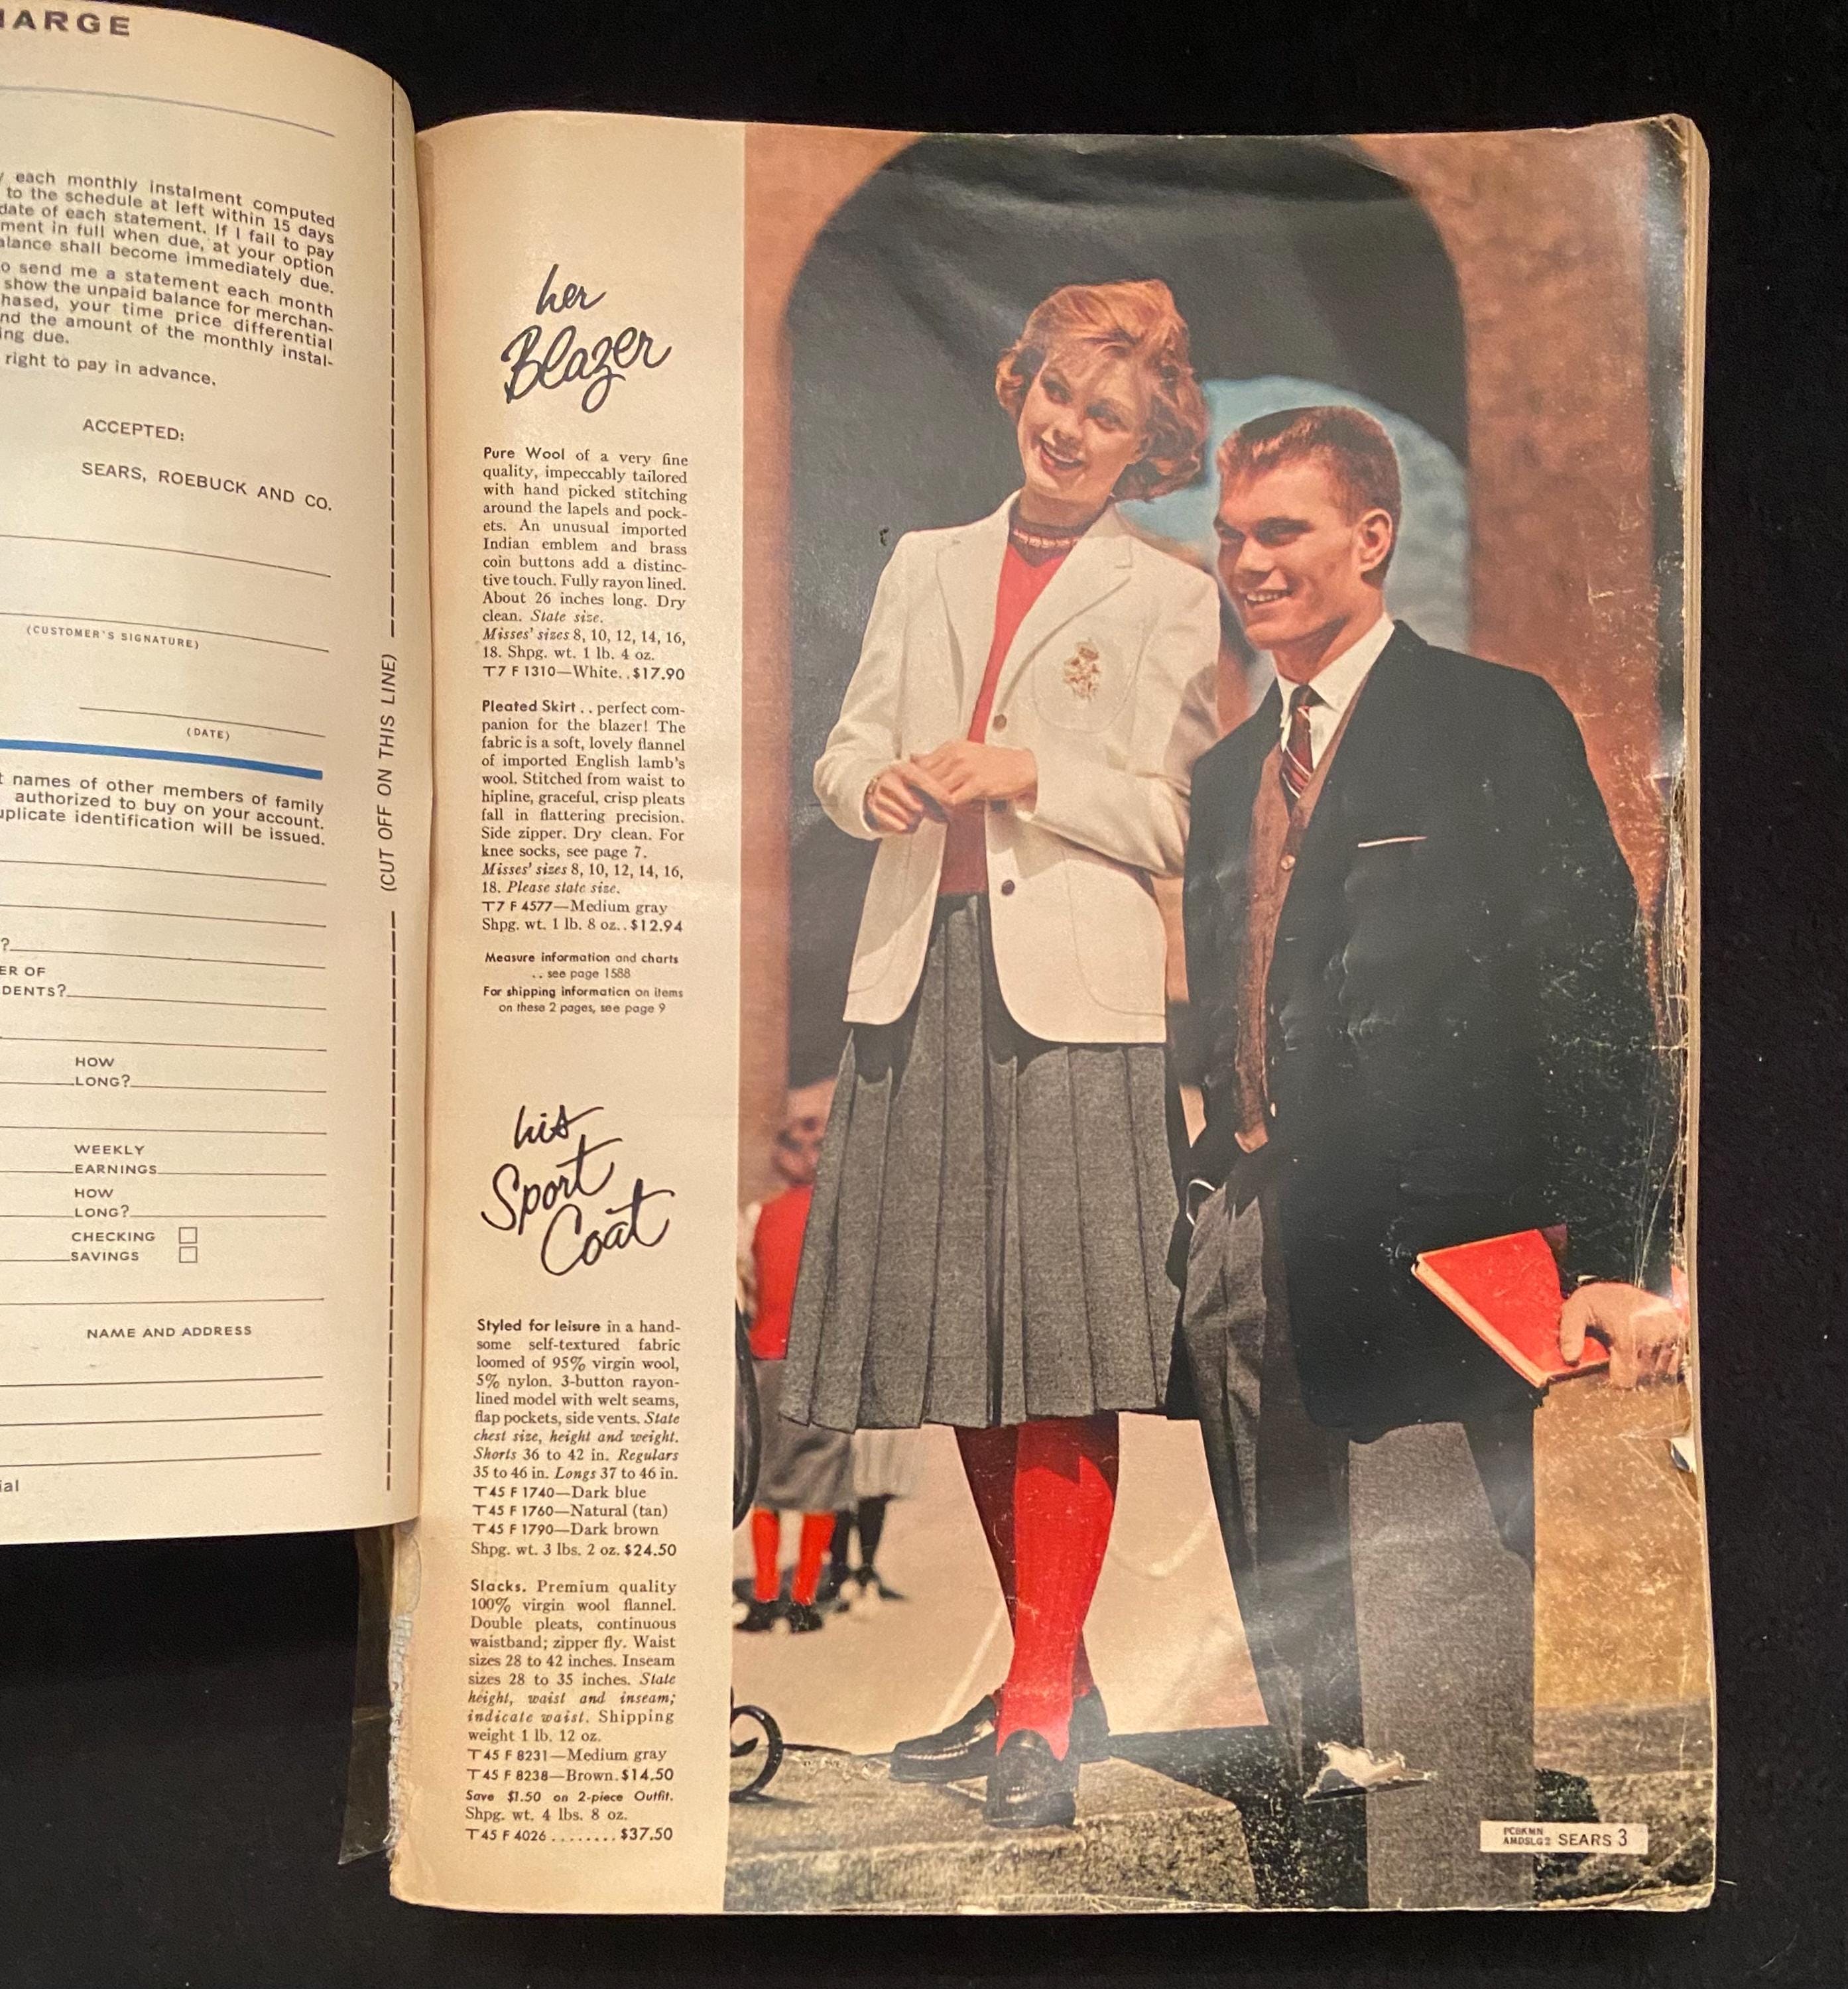 HARGE
each monthly instalment computed
to the schedule at left within 15 days
date of each statement. If I fail to pay
ment in full when due, at your option
alance shall become immediately due.
o send me a statement each month
show the unpaid balance for merchan-
hased, your time price differential
nd the amount of the monthly instal-
ing due.
right to pay in advance.
ACCEPTED:
SEARS, ROEBUCK AND CO.
(CUSTOMER'S SIGNATURE)
(DATE)
t names of other members of family
authorized to buy on your account.
uplicate identification will be issued.
?
ER OF
DENTS?
HOW
LONG?
WEEKLY
EARNINGS
HOW
LONG?
CHECKING
SAVINGS
NAME AND ADDRESS
ial
(CUT OFF ON THIS LINE)
her
Blazer
Pure Wool of a very fine
quality, impeccably tailored
with hand picked stitching
around the lapels and pock-
ets. An unusual imported
Indian emblem and brass
coin buttons add a distinc-
tive touch. Fully rayon lined.
About 26 inches long. Dry
clean. State size.
Misses' sizes 8, 10, 12, 14, 16,
18. Shpg. wt. 1 lb. 4 oz.
T7 F 1310—White..$17.90
Pleated Skirt .. perfect com-
panion for the blazer! The
fabric is a soft, lovely flannel
of imported English lamb's
wool. Stitched from waist to
hipline, graceful, crisp pleats
fall in flattering precision.
Side zipper. Dry clean. For
knee socks, see page 7.
Misses' sizes 8, 10, 12, 14, 16,
18. Please state size.
T7 F 4577—Medium gray
Shpg. wt. 1 lb. 8 oz..$12.94
Measure information and charts
.. see page 1588
For shipping information on items
on these 2 pages, see page 9
his
Sport
Coat
Styled for leisure in a hand-
some self-textured fabric
loomed of 95% virgin wool,
5% nylon. 3-button rayon-
lined model with welt seams,
flap pockets, side vents. State
chest size, height and weight.
Shorts 36 to 42 in. Regulars
35 to 46 in. Longs 37 to 46 in.
T45 F 1740—Dark blue
T45 F 1760—Natural (tan)
T45 F 1790—Dark brown
Shpg. wt. 3 lbs. 2 oz. $24.50
Slacks. Premium quality
100% virgin wool flannel.
Double pleats, continuous
waistband; zipper fly. Waist
sizes 28 to 42 inches. Inseam
sizes 28 to 35 inches. State
height, waist and inseam;
indicate waist. Shipping
weight 1 lb. 12 oz.
T45 F 8231—Medium gray
T45 F 8238—Brown.$14.50
Save $1.50 on 2-piece Outfit.
Shpg. wt. 4 lbs. 8 oz.
T45 F 4026........$37.50
PCBKMN
AMDSLG2 SEARS 3